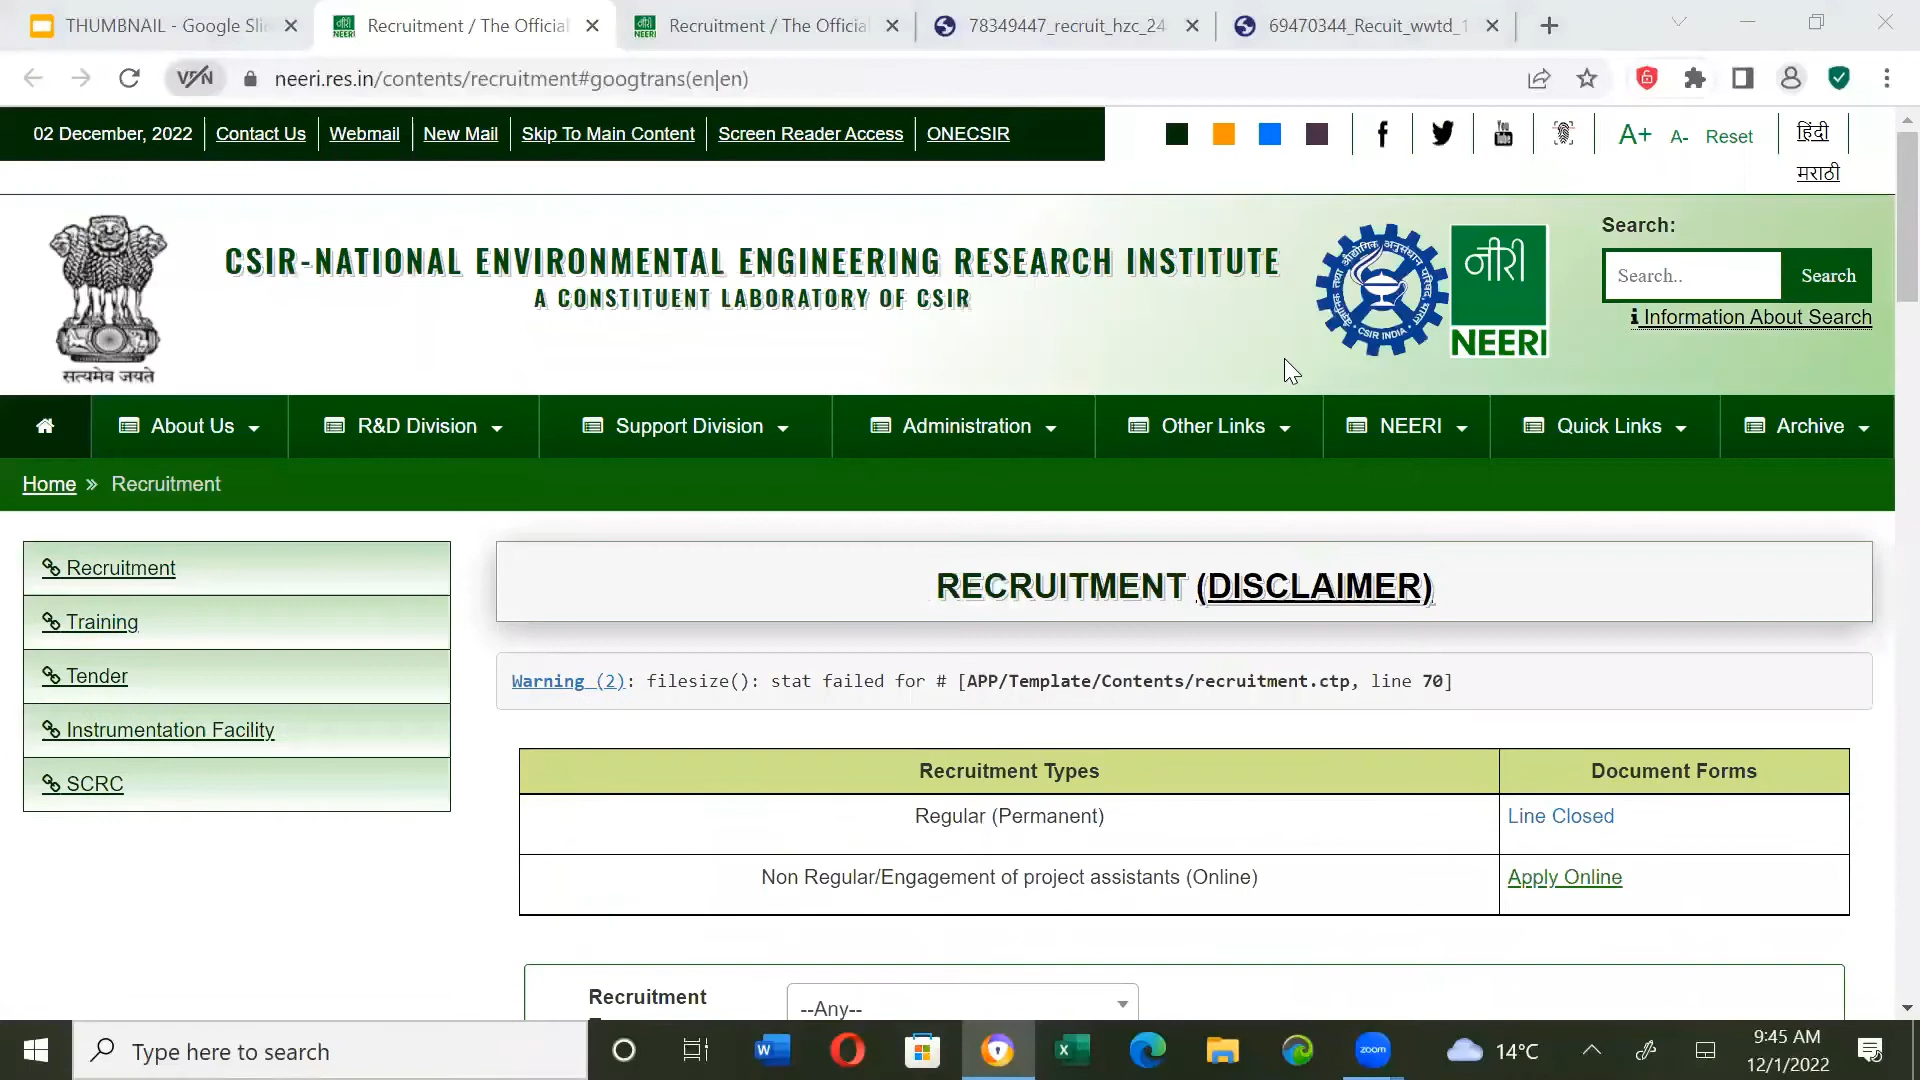 THUMBNAIL - Google Slid
Recruitment / The Official
Recruitment / The Official
78349447_recruit_hzc_24
69470344_Recuit_wwtd_1
VPN
neeri.res.in/contents/recruitment#googtrans(en|en)
02 December, 2022
Contact Us
Webmail
New Mail
Skip To Main Content
Screen Reader Access
ONECSIR
You Tube
A+
A-
Reset
हिंदी
मराठी
CSIR-NATIONAL ENVIRONMENTAL ENGINEERING RESEARCH INSTITUTE
A CONSTITUENT LABORATORY OF CSIR
सत्यमेव जयते
CSIR INDIA
नीरी
NEERI
Search:
Search..
Search
Information About Search
About Us
R&D Division
Support Division
Administration
Other Links
NEERI
Quick Links
Archive
Home » Recruitment
Recruitment
Training
Tender
Instrumentation Facility
SCRC
RECRUITMENT (DISCLAIMER)
Warning (2): filesize(): stat failed for # [APP/Template/Contents/recruitment.ctp, line 70]
Recruitment Types
Document Forms
Regular (Permanent)
Line Closed
Non Regular/Engagement of project assistants (Online)
Apply Online
Recruitment
--Any--
Type here to search
zoom
14°C
9:45 AM
12/1/2022